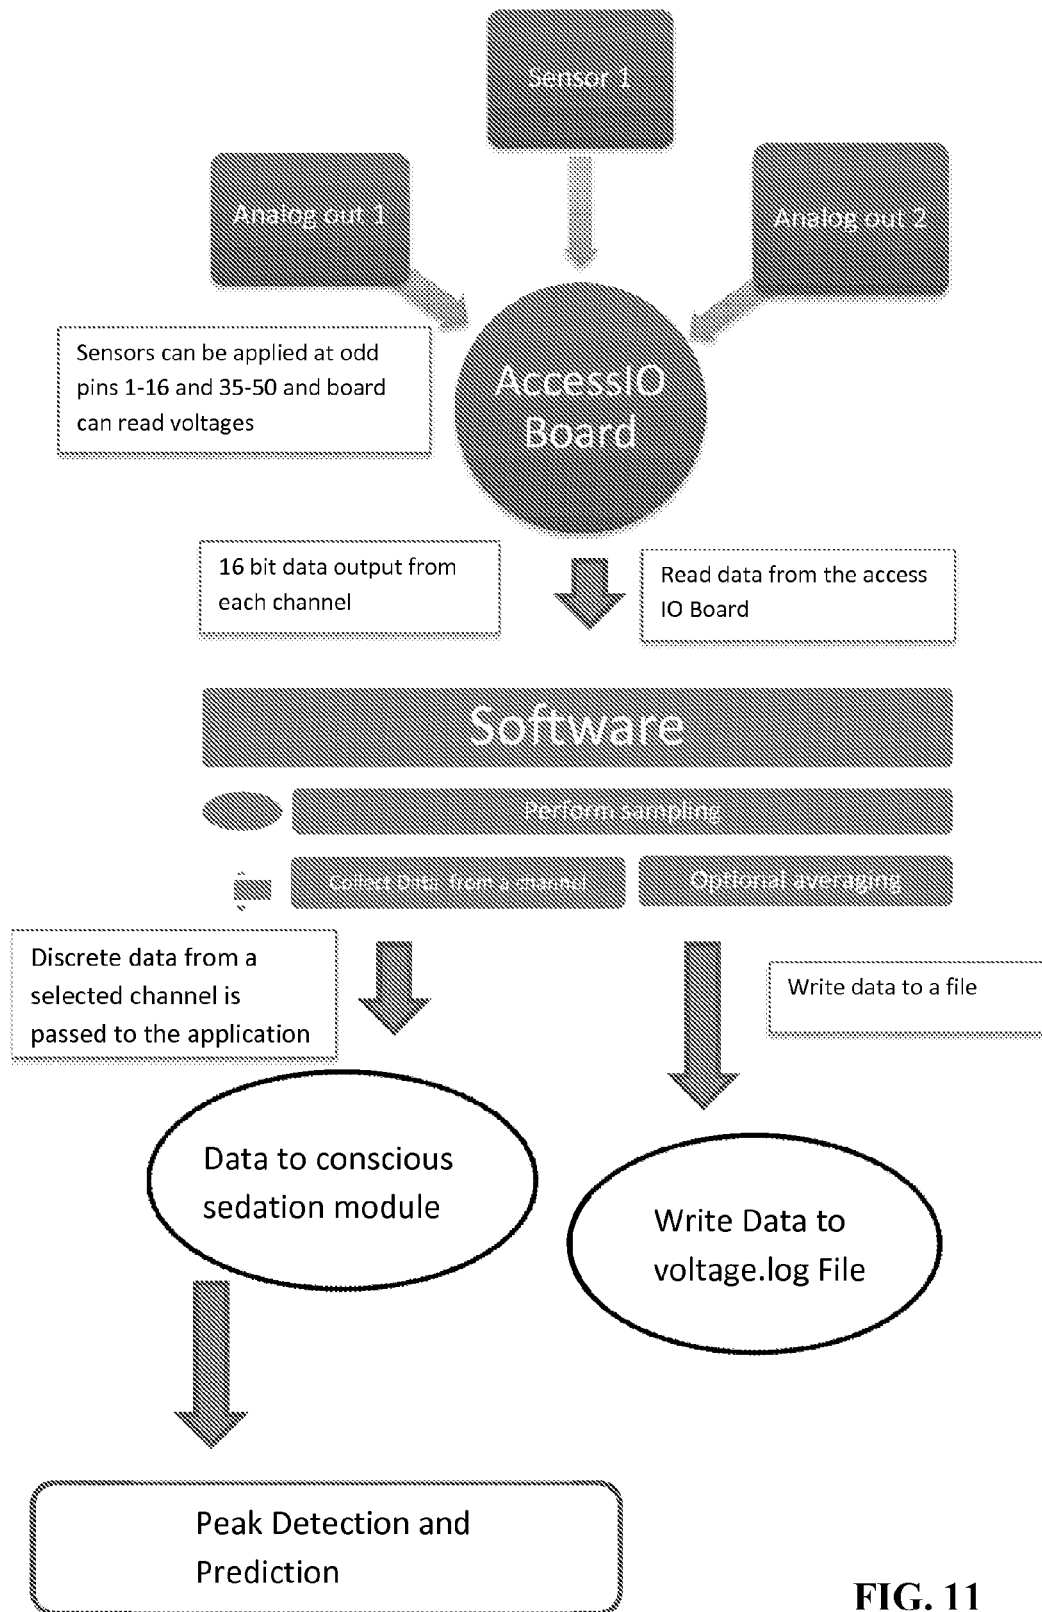 Sensor 1
Analog out 1
Analog out 2
Sensors can be applied at odd
pins 1-16 and 35-50 and board
can read voltages
AccessIO
Board
16 bit data output from
each channel
Read data from the access
IO Board
Software
Perform sampling
Collect Data from a channel
Optional averaging
Discrete data from a
selected channel is
passed to the application
Write data to a file
Data to conscious
sedation module
Write Data to
voltage.log File
Peak Detection and
Prediction
FIG. 11